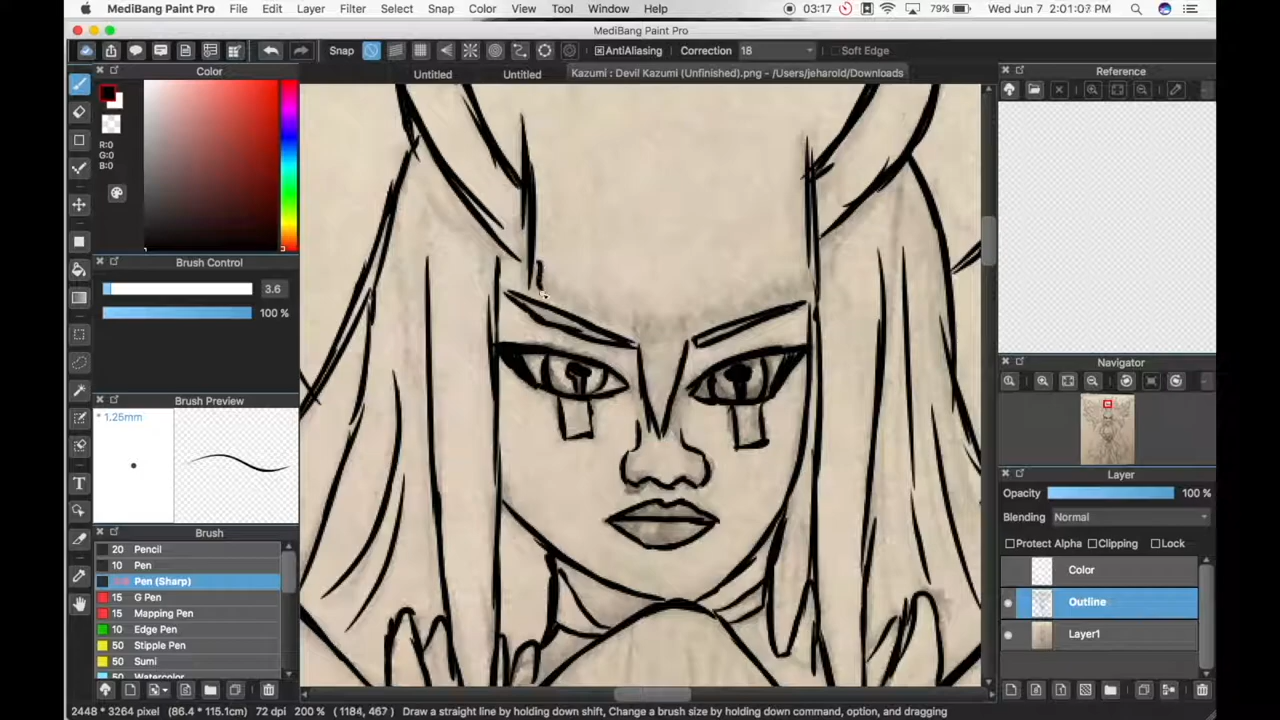 MediBang Paint Pro File Edit Layer Filter Select Snap Color View Tool Window Help 03:17 79% Wed Jun 7 2:01:07 PM
MediBang Paint Pro
Snap AntiAliasing Correction 18 Soft Edge
Untitled Untitled Kazumi : Devil Kazumi (Unfinished).png - /Users/jeharold/Downloads
Color
R:0
G:0
B:0
Brush Control
3.6
100 %
Brush Preview
* 1.25mm
Brush
20 Pencil
10 Pen
Pen (Sharp)
15 G Pen
15 Mapping Pen
10 Edge Pen
50 Stipple Pen
50 Sumi
50 Watercolor
Reference
Navigator
Layer
Opacity 100 %
Blending Normal
Protect Alpha Clipping Lock
Color
Outline
Layer1
2448 * 3264 pixel (86.4 * 115.1cm) 72 dpi 200 % (1184, 467) Draw a straight line by holding down shift, Change a brush size by holding down command, option, and dragging